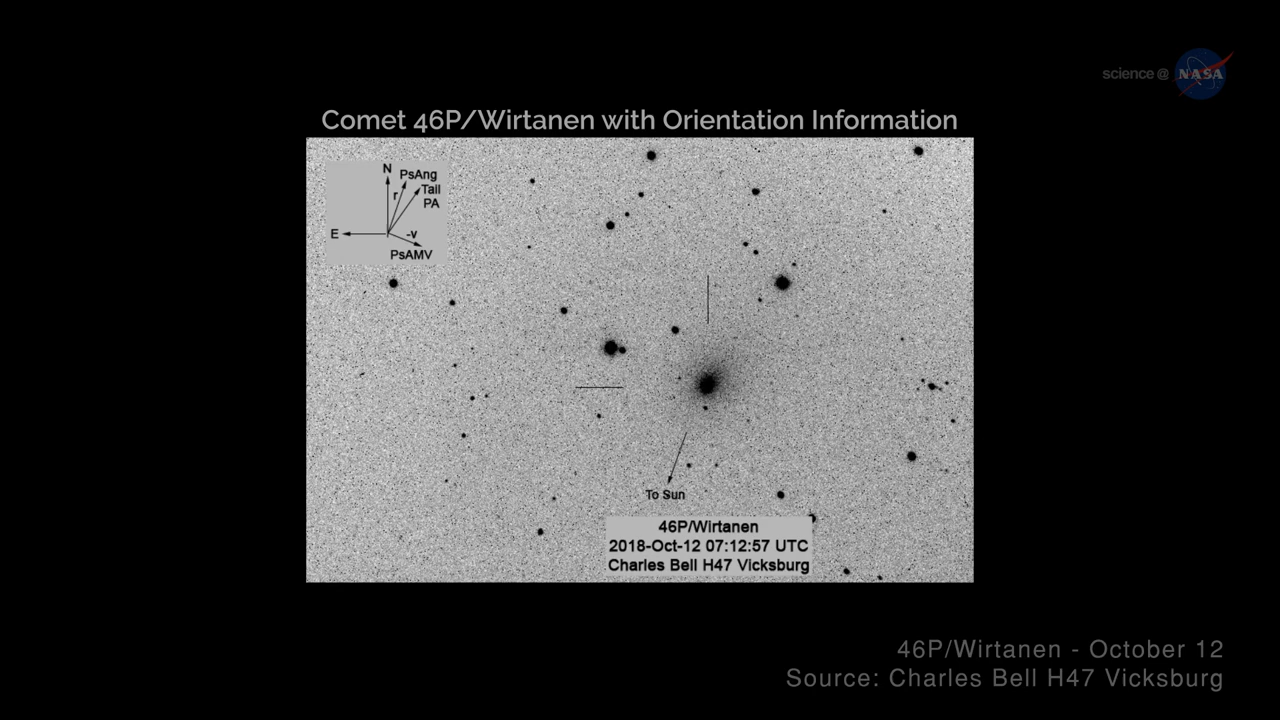 science@ NASA
Comet 46P/Wirtanen with Orientation Information
N
PsAng
r
Tail
PA
E
-v
PsAMV
To Sun
46P/Wirtanen
2018-Oct-12 07:12:57 UTC
Charles Bell H47 Vicksburg
46P/Wirtanen - October 12
Source: Charles Bell H47 Vicksburg